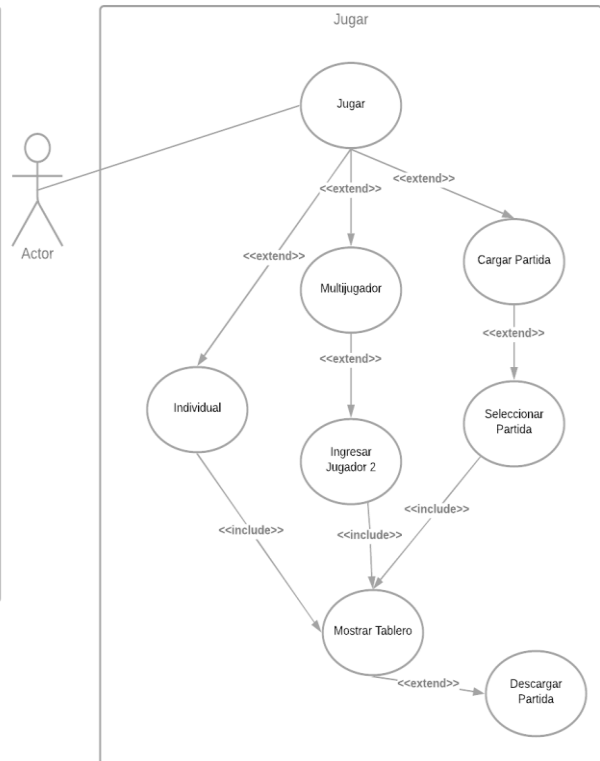 Jugar
Jugar
<<extend>>
<<extend>>
Actor
<<extend>>
Cargar Partida
Multijugador
<<extend>>
<<extend>>
Individual
Seleccionar
Partida
Ingresar
Jugador 2
<<include>>
<<include>>
<<include>>
Mostrar Tablero
<<extend>>
Descargar
Partida